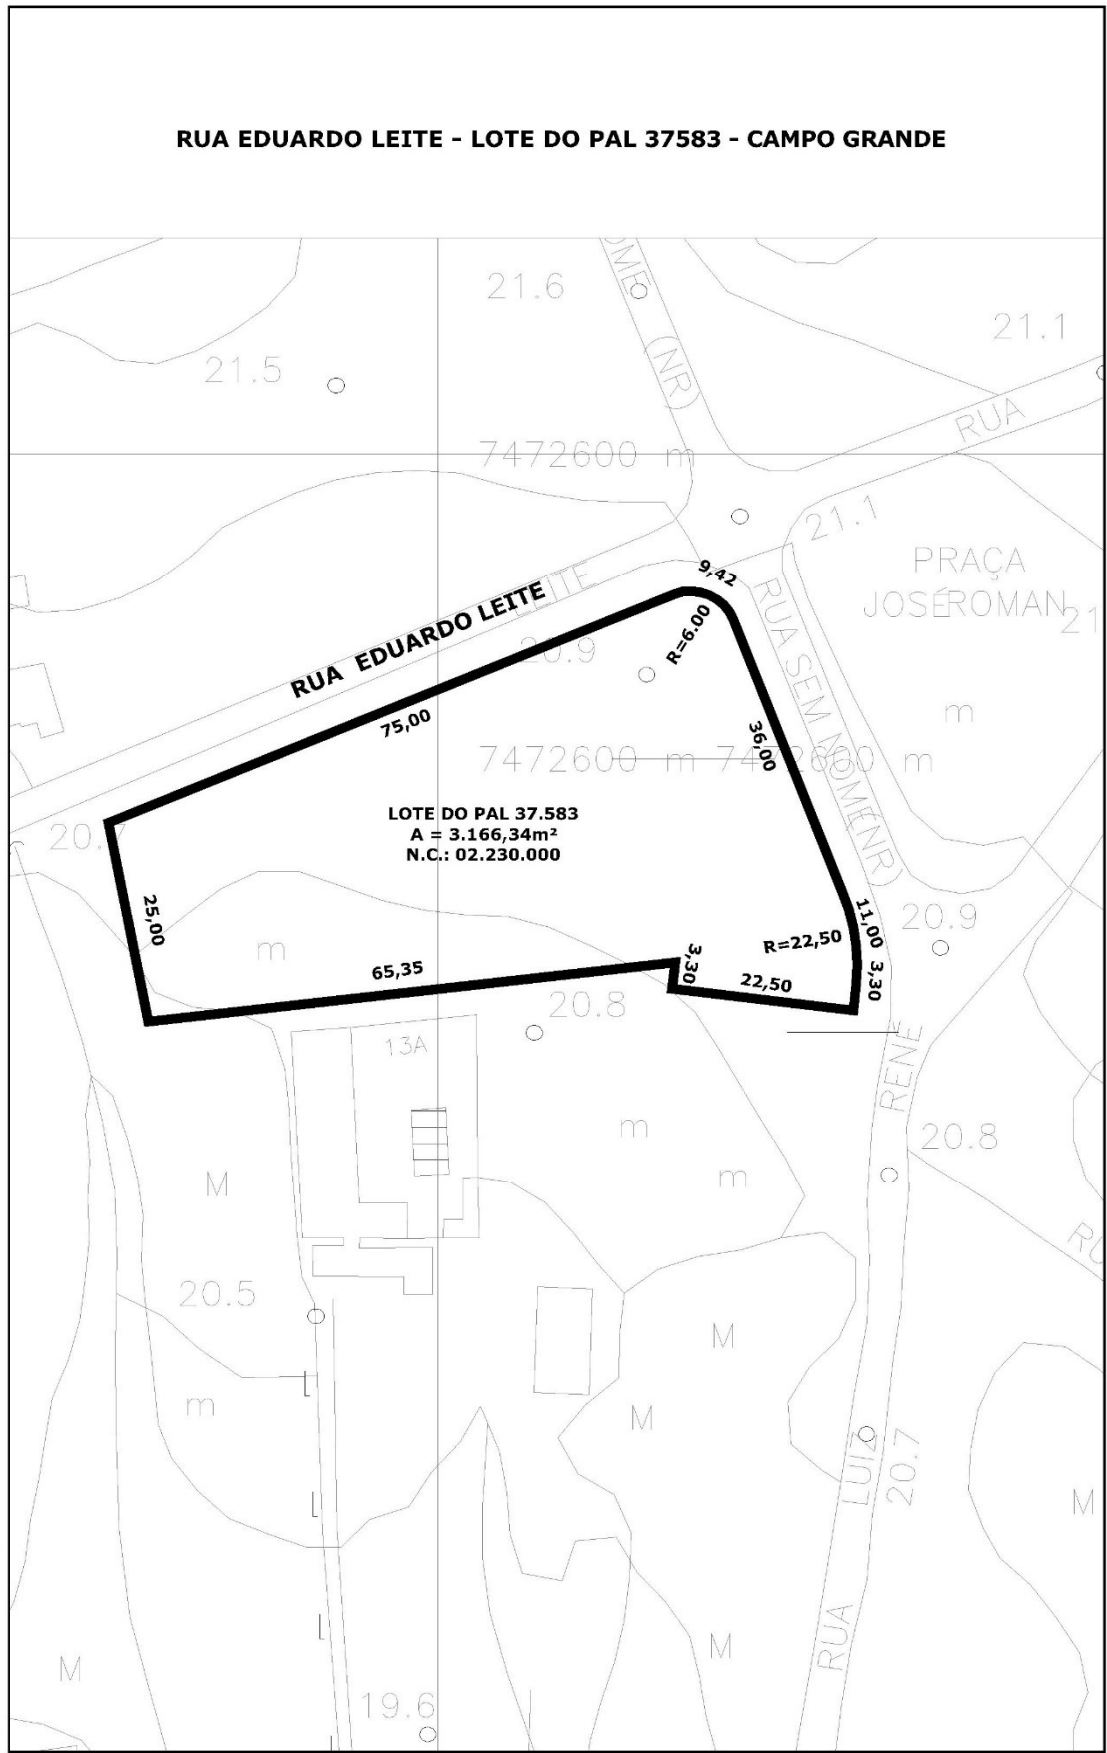 RUA EDUARDO LEITE - LOTE DO PAL 37583 - CAMPO GRANDE
21.6
(NR)
21.1
21.5
RUA
7472600 m
21.1
PRAÇA
JOSÉ ROMAN
21
9,42
R=6.00
RUA EDUARDO LEITE
RUA SEM NOME(NR)
20.9
75,00
36,00
m
7472600 m
7472600 m
LOTE DO PAL 37.583
A = 3.166,34m²
N.C.: 02.230.000
20.
25,00
m
65,35
3,30
R=22,50
11,00
20.9
22,50
3,30
20.8
13A
RENÉ
m
20.8
m
M
20.5
M
m
M
LUIZ
20.7
M
RUA
M
M
19.6